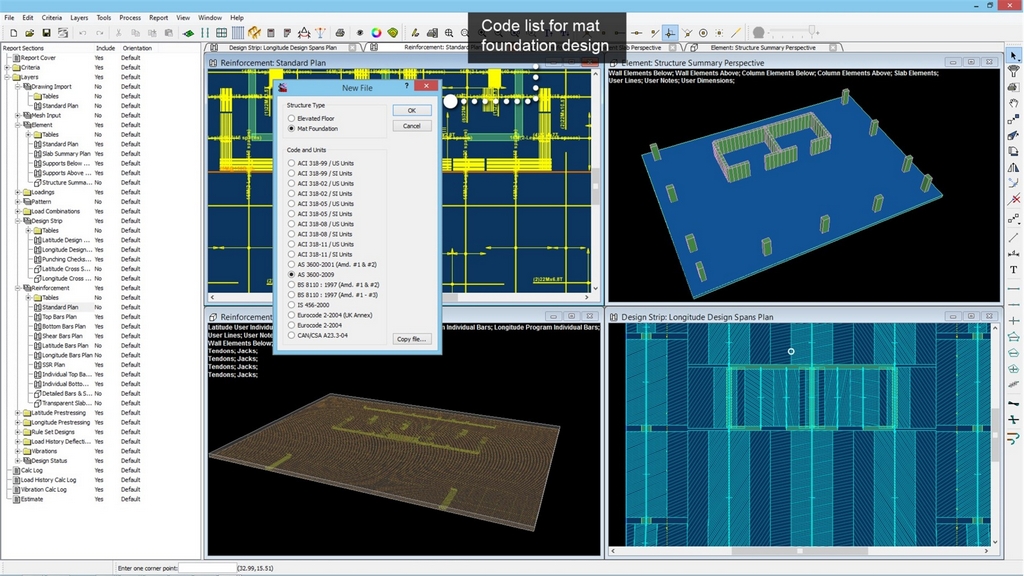 Code list for mat
foundation design
File Edit Criteria Layers Tools Process Report View Window Help
Report Sections Include Orientation
Report Cover Yes Default
Criteria Yes Default
Layers Yes Default
Drawing Import No Default
Tables No Default
Standard Plan No Default
Mesh Input No Default
Element Yes Default
Tables Yes Default
Standard Plan Yes Default
Slab Summary Plan Yes Default
Supports Below ... Yes Default
Supports Above ... Yes Default
Structure Summa... No Default
Loadings Yes Default
Pattern No Default
Load Combinations Yes Default
Design Strip Yes Default
Tables No Default
Latitude Design ... Yes Default
Longitude Design... Yes Default
Punching Checks... Yes Default
Latitude Cross S... No Default
Longitude Cross ... No Default
Reinforcement Yes Default
Tables No Default
Standard Plan No Default
Top Bars Plan Yes Default
Bottom Bars Plan Yes Default
Shear Bars Plan Yes Default
Latitude Bars Plan No Default
Longitude Bars Plan No Default
SSR Plan Yes Default
Individual Top Ba... Yes Default
Individual Botto... Yes Default
Detailed Bars & S... No Default
Transparent Slab... No Default
Latitude Prestressing Yes Default
Longitude Prestressing Yes Default
Rule Set Designs Yes Default
Load History Deflecti... Yes Default
Vibrations Yes Default
Design Status Yes Default
Calc Log Yes Default
Load History Calc Log Yes Default
Vibration Calc Log Yes Default
Estimate Yes Default
Design Strip: Longitude Design Spans Plan
Reinforcement: Standard
Slab Perspective
Element: Structure Summary Perspective
Reinforcement: Standard Plan
New File
?
Structure Type
Elevated Floor
Mat Foundation
OK
Cancel
Code and Units
ACI 318-99 / US Units
ACI 318-99 / SI Units
ACI 318-02 / US Units
ACI 318-02 / SI Units
ACI 318-05 / US Units
ACI 318-05 / SI Units
ACI 318-08 / US Units
ACI 318-08 / SI Units
ACI 318-11 / US Units
ACI 318-11 / SI Units
AS 3600-2001 (Amd. #1 & #2)
AS 3600-2009
BS 8110 : 1997 (Amd. #1 & #2)
BS 8110 : 1997 (Amd. #1 - #3)
IS 456-2000
Eurocode 2-2004 (UK Annex)
Eurocode 2-2004
CAN/CSA A23.3-04
Copy file...
Element: Structure Summary Perspective
Wall Elements Below; Wall Elements Above; Column Elements Below; Column Elements Above; Slab Elements;
User Lines; User Notes; User Dimensions;
Reinforcement
Latitude User Individ
Individual Bars; Longitude Program Individual Bars;
User Lines; User Note
Wall Elements Below;
Tendons; Jacks;
Tendons; Jacks;
Tendons; Jacks;
Design Strip: Longitude Design Spans Plan
T
Enter one corner point: (32.99,15.51)